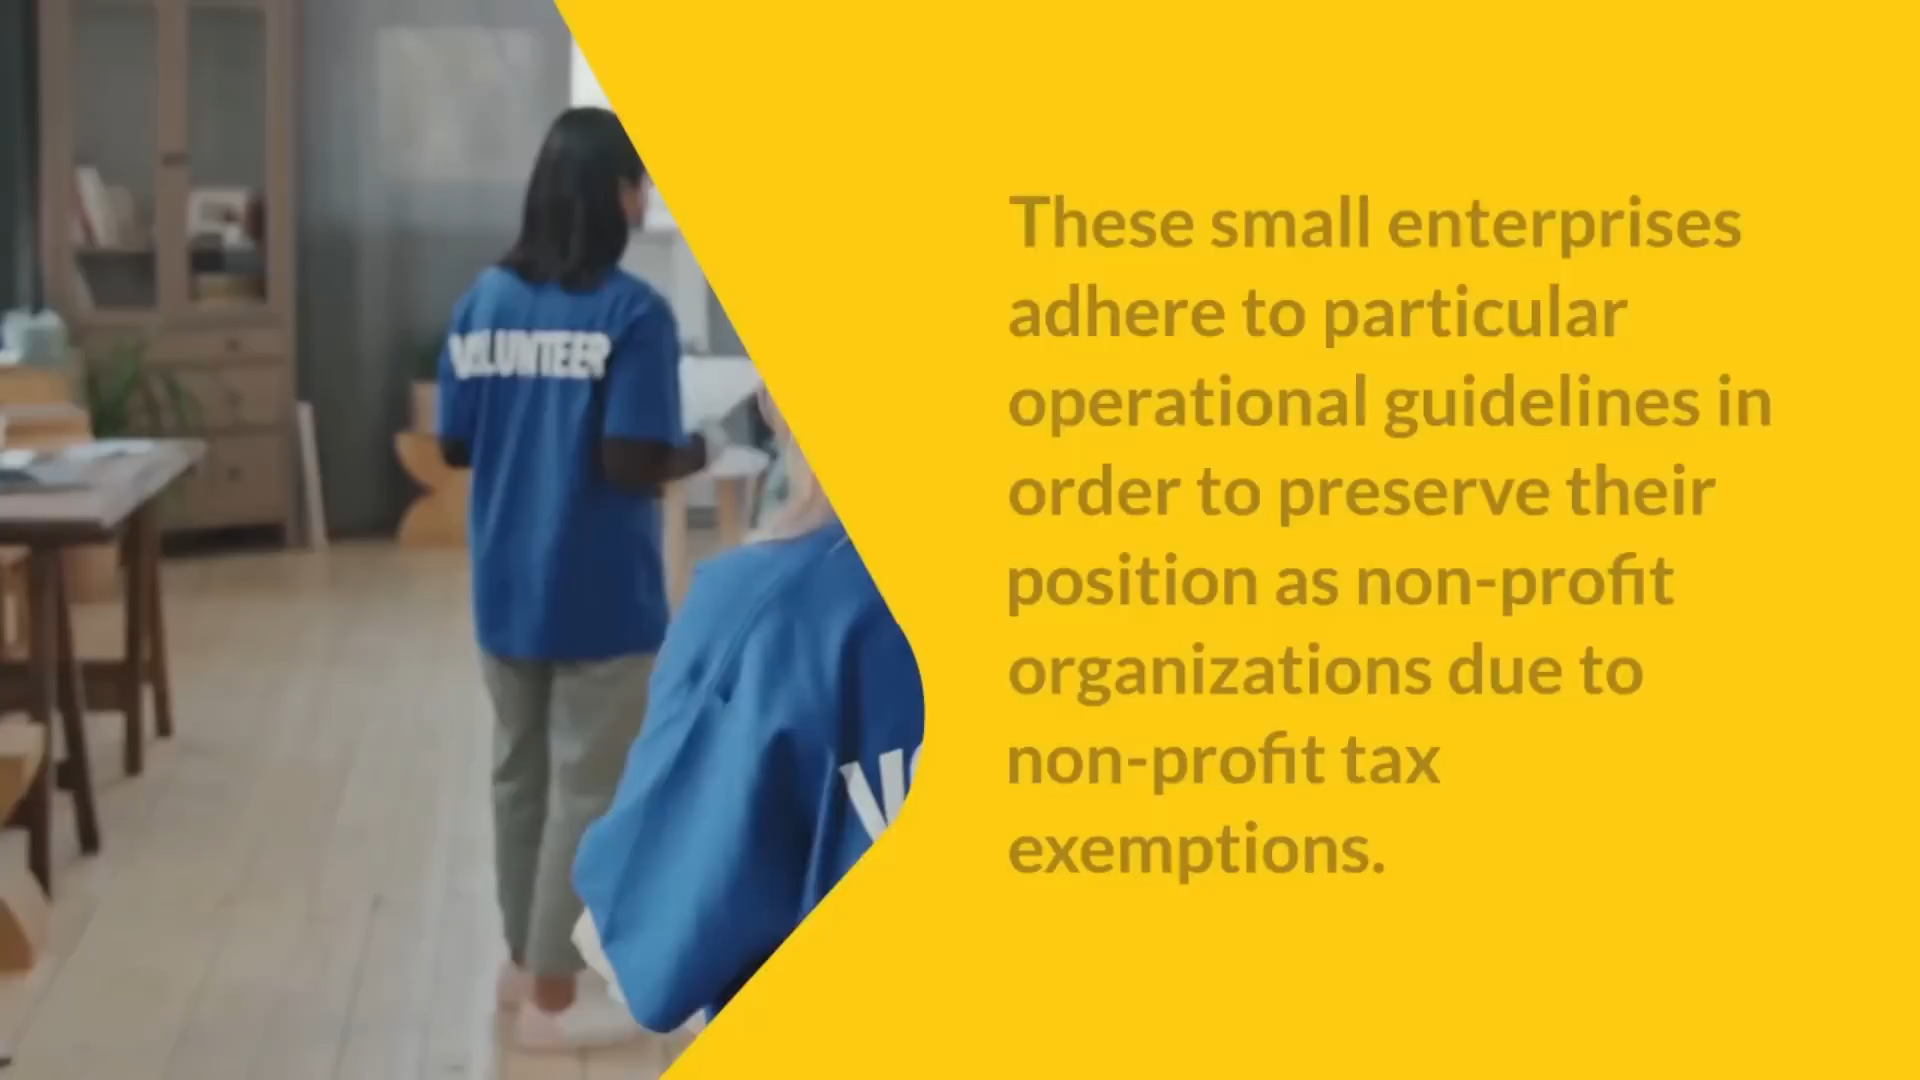 VOLUNTEER
These small enterprises
adhere to particular
operational guidelines in
order to preserve their
position as non-profit
organizations due to
non-profit tax
exemptions.